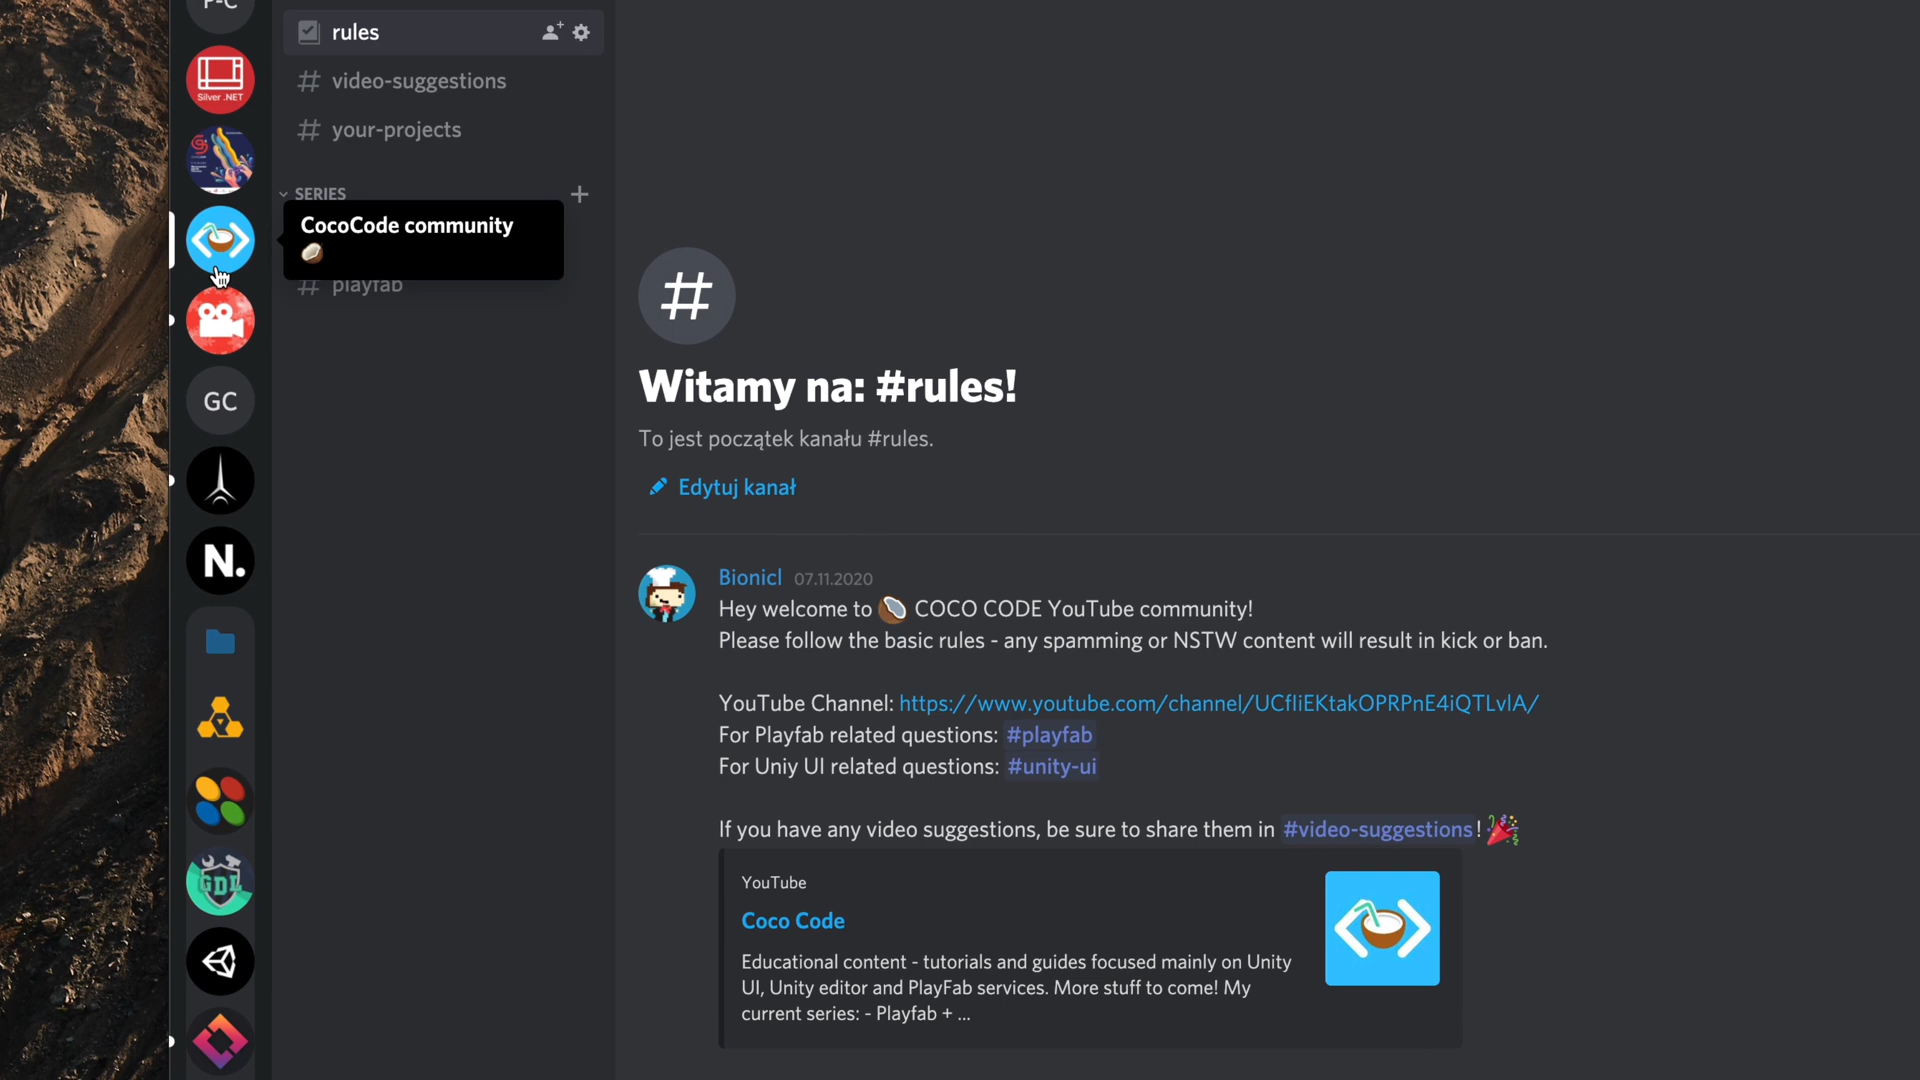 P-C
Silver .NET
GC
N.
GDL
rules
video-suggestions
your-projects
SERIES
CocoCode community
playfab
Witamy na: #rules!
To jest początek kanału #rules.
Edytuj kanał
Bionicl 07.11.2020
Hey welcome to COCO CODE YouTube community!
Please follow the basic rules - any spamming or NSTW content will result in kick or ban.
YouTube Channel: https://www.youtube.com/channel/UCfIiEKtakOPRPnE4iQTLvlA/
For Playfab related questions: #playfab
For Uniy UI related questions: #unity-ui
If you have any video suggestions, be sure to share them in #video-suggestions!
YouTube
Coco Code
Educational content - tutorials and guides focused mainly on Unity
UI, Unity editor and PlayFab services. More stuff to come! My
current series: - Playfab + ...